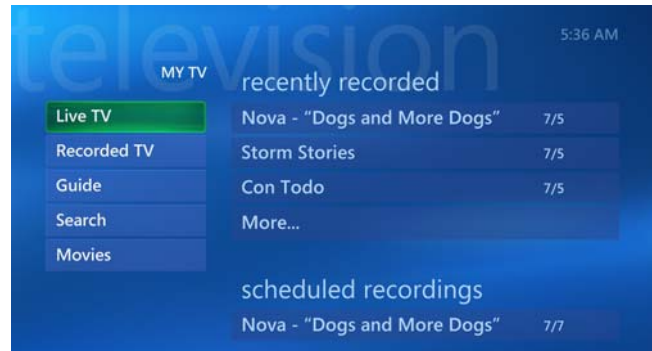 television
5:36 AM
MY TV
Live TV
Recorded TV
Guide
Search
Movies
recently recorded
Nova - “Dogs and More Dogs” 7/5
Storm Stories 7/5
Con Todo 7/5
More...
scheduled recordings
Nova - “Dogs and More Dogs” 7/7